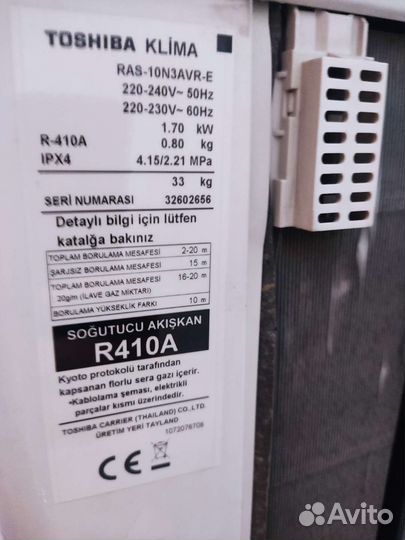 TOSHIBA KLİMA
RAS-10N3AVR-E
220-240V~ 50Hz
220-230V~ 60Hz
1.70 kW
R-410A 0.80 kg
IPX4 4.15/2.21 MPa
33 kg
SERİ NUMARASI 32602656
Detaylı bilgi için lütfen
katalğa bakınız
TOPLAM BORULAMA MESAFESİ 2-20 m
ŞARJSIZ BORULAMA MESAFESİ 15 m
TOPLAM BORULAMA MESAFESİ 16-20 m
20g/m (İLAVE GAZ MİKTARI)
BORULAMA YÜKSEKLİK FARKI 10 m
SOĞUTUCU AKIŞKAN
R410A
Kyoto protokolü tarafından
kapsanan florlu sera gazı içerir.
•Kablolama şeması, elektrikli
parçalar kısmı üzerindedir.
TOSHIBA CARRIER (THAILAND) CO.,LTD.
ÜRETİM YERİ TAYLAND
1072076708
CE
Avito